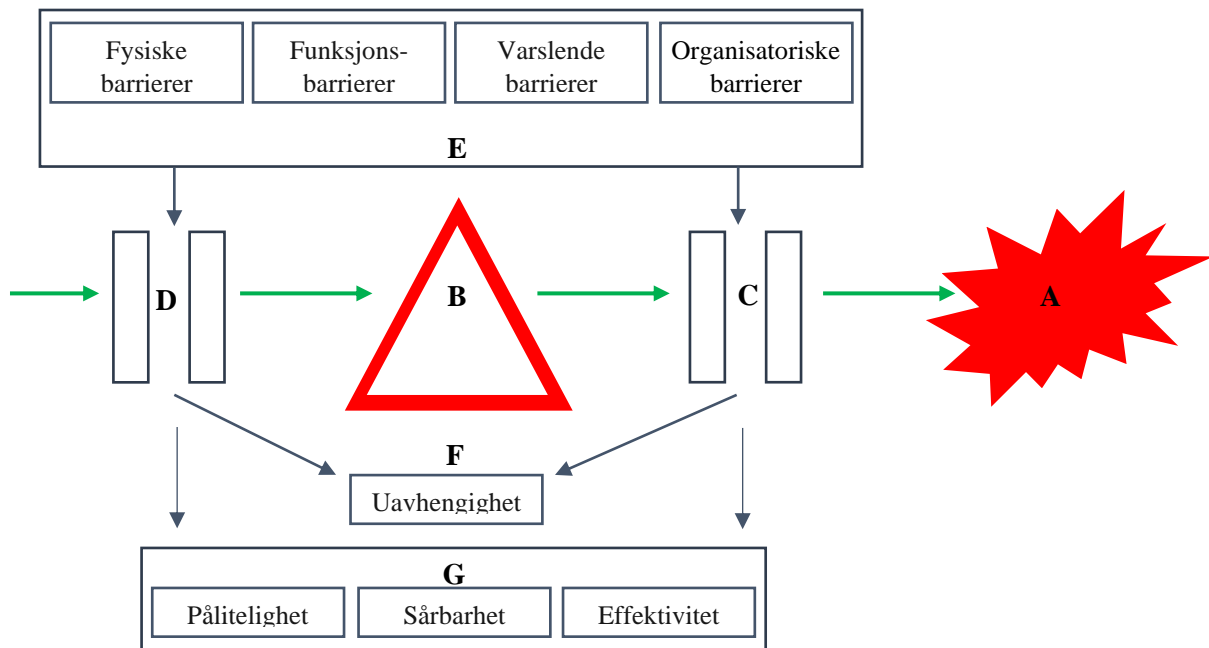 Fysiske
barrierer
Funksjons-
barrierer
Varslende
barrierer
Organisatoriske
barrierer
E
D
B
C
A
F
Uavhengighet
G
Pålitelighet
Sårbarhet
Effektivitet